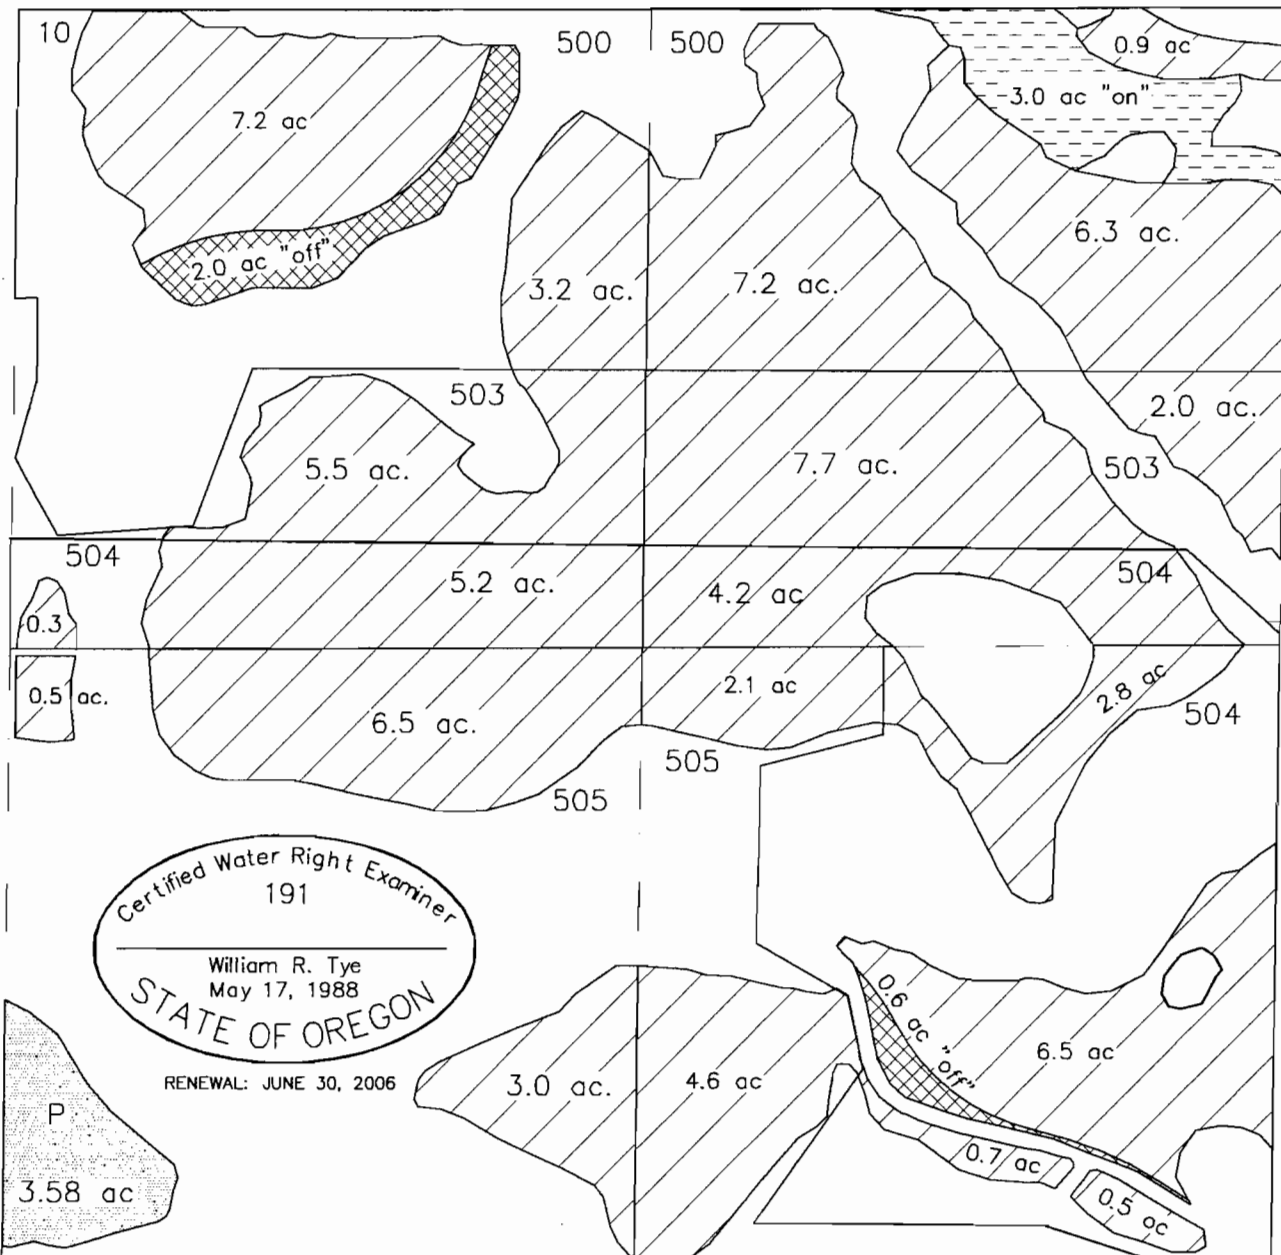 10
500
500
0.9 ac
7.2 ac
3.0 ac "on"
2.0 ac "off"
6.3 ac.
3.2 ac.
7.2 ac.
503
2.0 ac.
5.5 ac.
7.7 ac.
503
504
5.2 ac.
4.2 ac
504
0.3
0.5 ac.
6.5 ac.
2.1 ac
2.8 ac
504
505
505
Certified Water Right Examiner
191
William R. Tye
May 17, 1988
STATE OF OREGON
RENEWAL: JUNE 30, 2006
0.6 ac "off"
6.5 ac
P
3.58 ac
3.0 ac.
4.6 ac
0.7 ac
0.5 ac